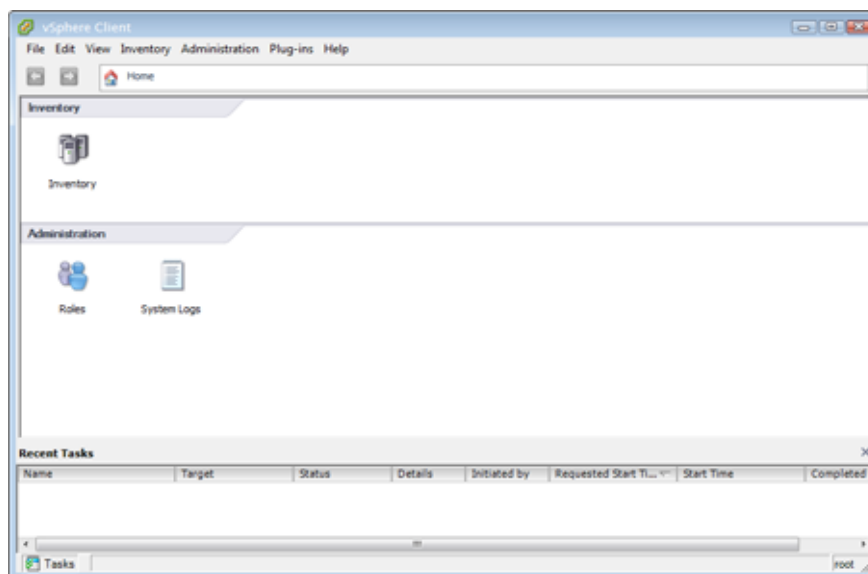 vSphere Client
File Edit View Inventory Administration Plug-ins Help
Home
Inventory
Inventory
Administration
Roles System Logs
Recent Tasks
Name Target Status Details Initiated by Requested Start Ti... Start Time Completed
Tasks root